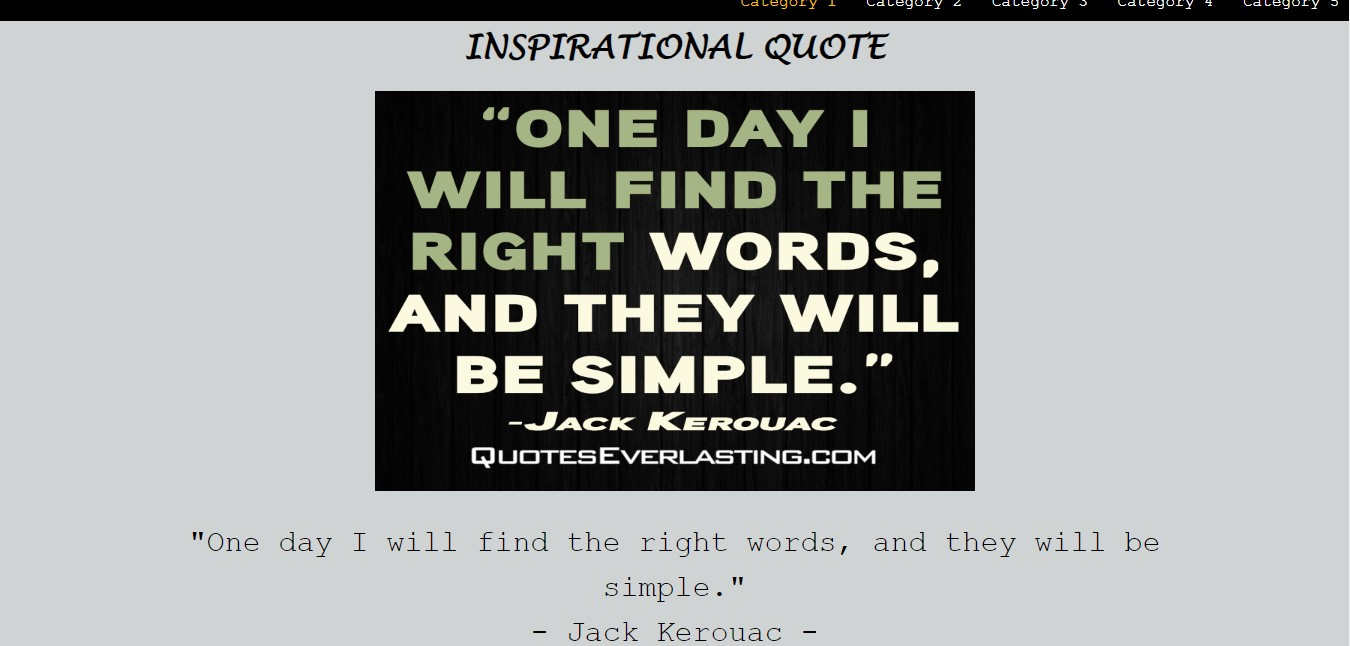 Category 1 Category 2 Category 3 Category 4 Category 5
INSPIRATIONAL QUOTE
“ONE DAY I
WILL FIND THE
RIGHT WORDS,
AND THEY WILL
BE SIMPLE.”
-Jack Kerouac
QuotesEverlasting.com
"One day I will find the right words, and they will be
simple."
- Jack Kerouac -